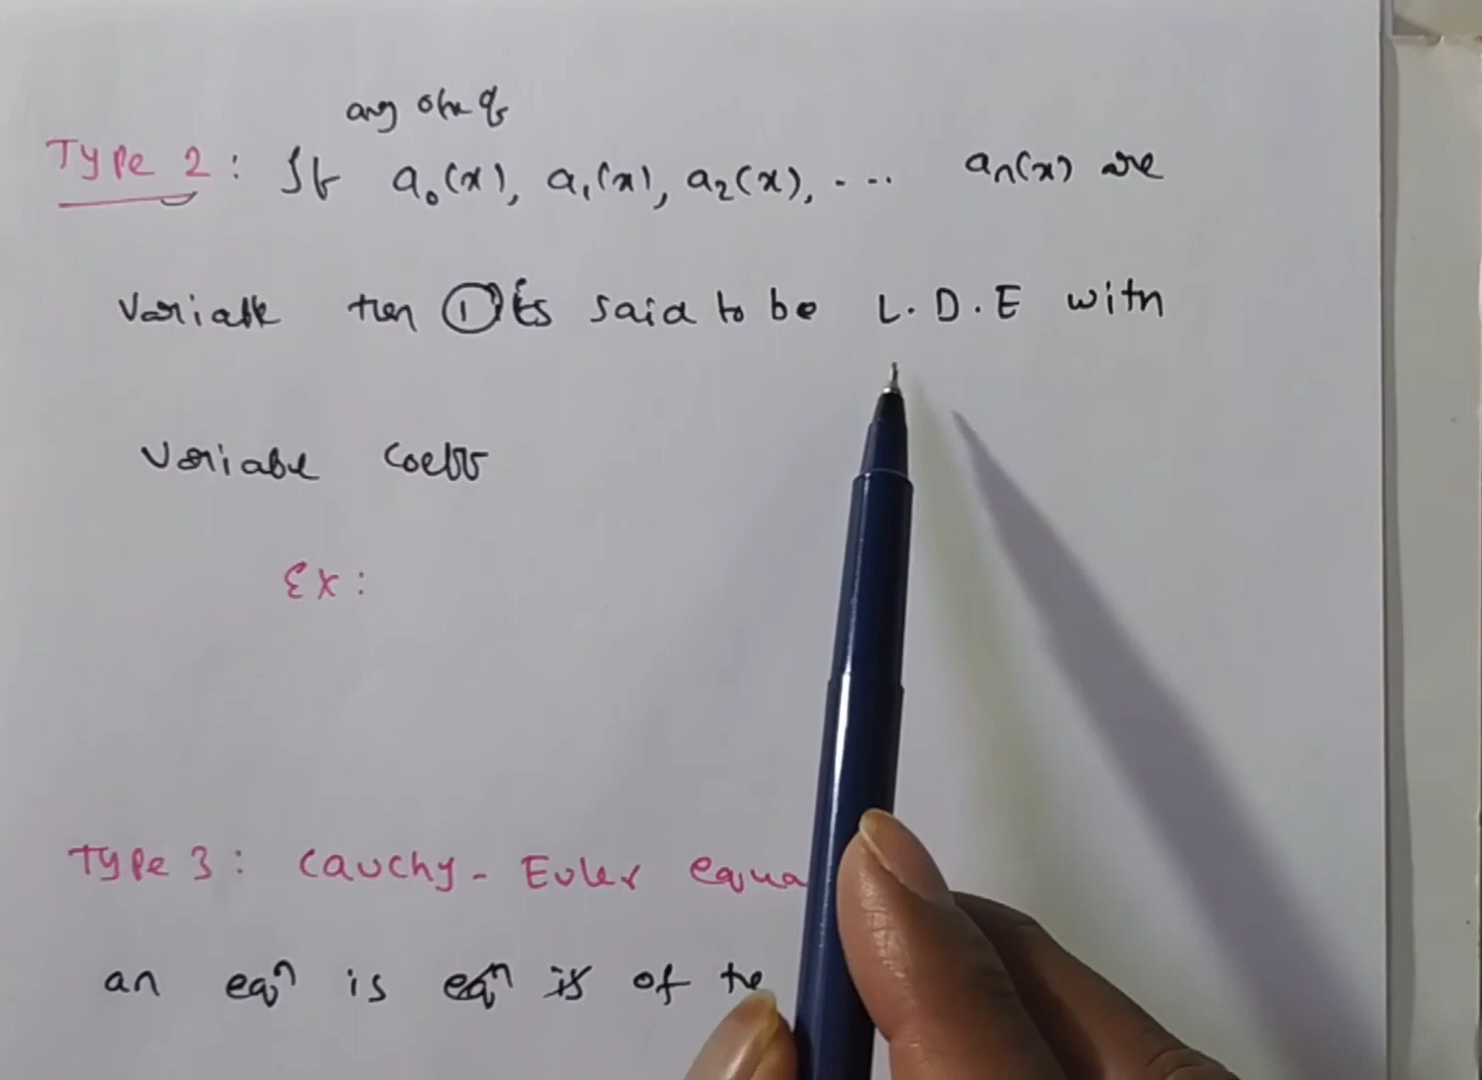 any one of
Type 2: If a₀(x), a₁(x), a₂(x), ... aₙ(x) are
variable then ① is said to be L.D.E with
variable coeff
Ex:
Type 3: Cauchy-Euler equa
an eqⁿ is eqⁿ is of the